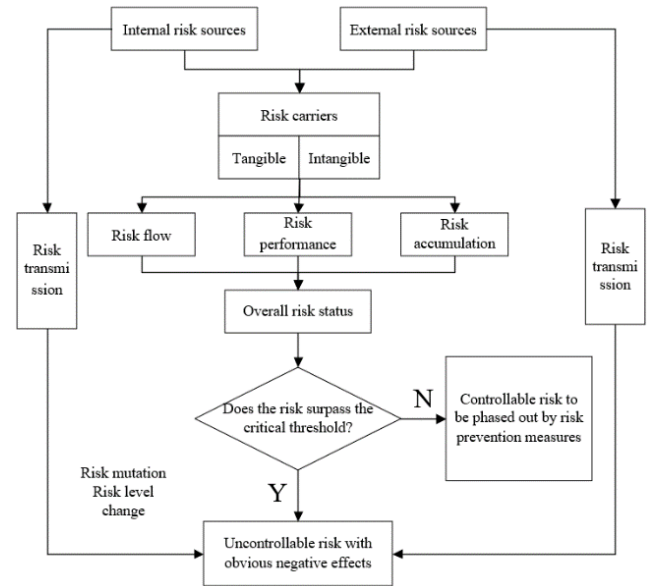 Internal risk sources
External risk sources
Risk carriers
Tangible
Intangible
Risk flow
Risk
performance
Risk
accumulation
Risk
transmi
ssion
Risk
transmi
ssion
Overall risk status
Does the risk surpass the
critical threshold?
N
Controllable risk to
be phased out by risk
prevention measures
Y
Risk mutation
Risk level
change
Uncontrollable risk with
obvious negative effects